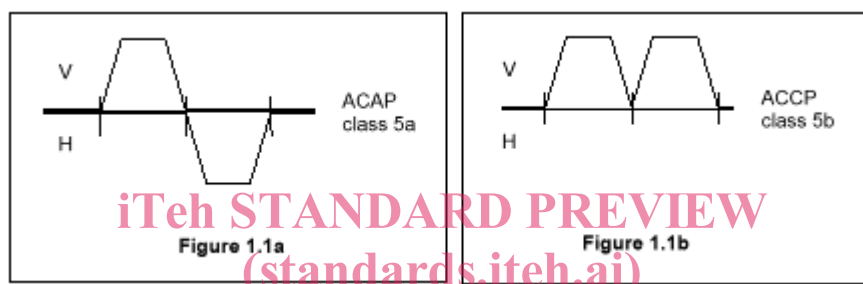 V
H
ACAP
class 5a
Figure 1.1a
V
H
ACCP
class 5b
Figure 1.1b
iTeh STANDARD PREVIEW
(standards.iteh.ai)